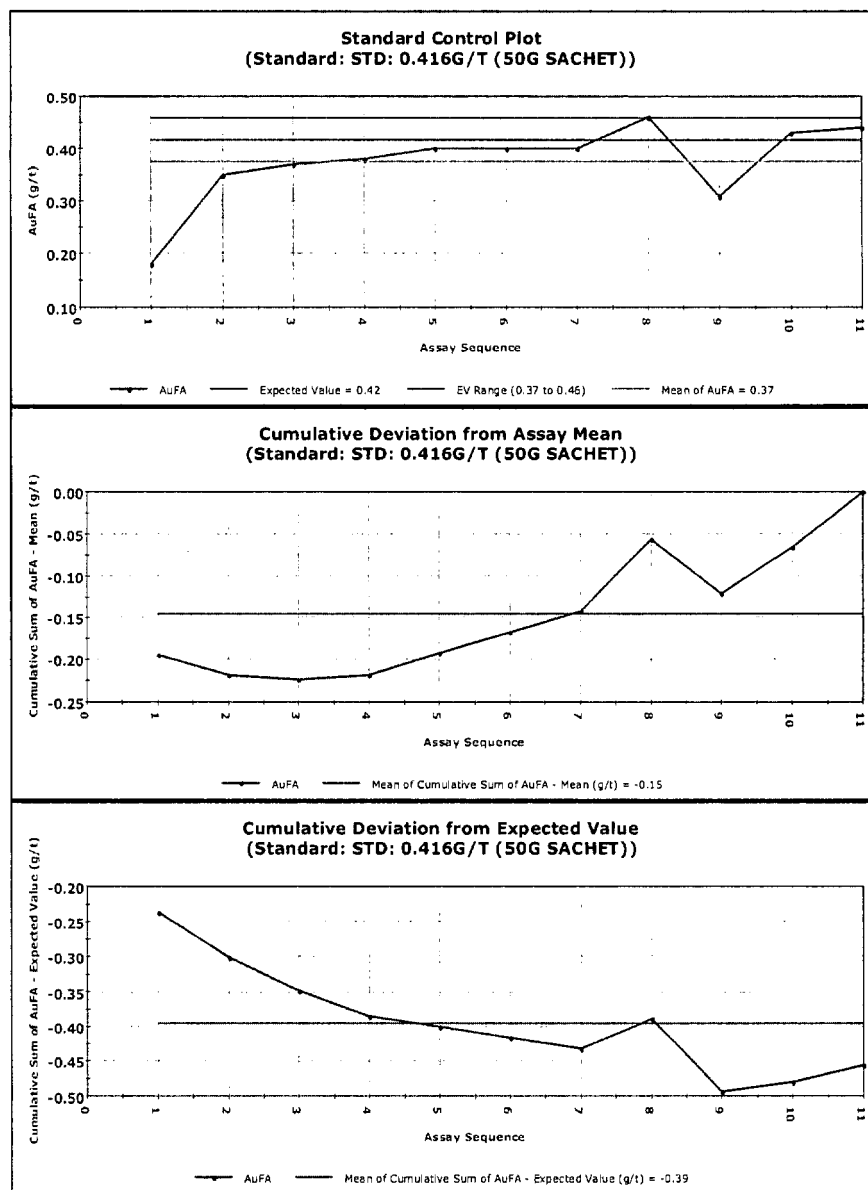 Standard Control Plot
(Standard: STD: 0.416G/T (50G SACHET))
AuFA (g/t)
0.50
0.40
0.30
0.20
0.10
0 1 2 3 4 5 6 7 8 9 10 11
Assay Sequence
AuFA Expected Value = 0.42 EV Range (0.37 to 0.46) Mean of AuFA = 0.37
Cumulative Deviation from Assay Mean
(Standard: STD: 0.416G/T (50G SACHET))
Cumulative Sum of AuFA - Mean (g/t)
0.00
-0.05
-0.10
-0.15
-0.20
-0.25
0 1 2 3 4 5 6 7 8 9 10 11
Assay Sequence
AuFA Mean of Cumulative Sum of AuFA - Mean (g/t) = -0.15
Cumulative Deviation from Expected Value
(Standard: STD: 0.416G/T (50G SACHET))
Cumulative Sum of AuFA - Expected Value (g/t)
-0.20
-0.25
-0.30
-0.35
-0.40
-0.45
-0.50
0 1 2 3 4 5 6 7 8 9 10 11
Assay Sequence
AuFA Mean of Cumulative Sum of AuFA - Expected Value (g/t) = -0.39